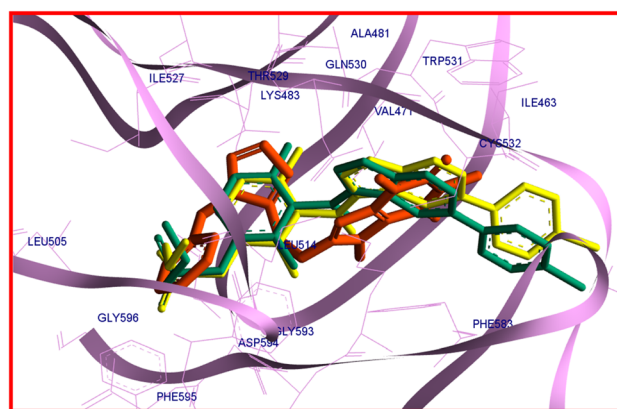 ALA481
TRP531
GLN530
ILE527
THR529
LYS483
ILE463
VAL471
CYS532
LEU505
LEU514
GLY596
GLY593
PHE583
ASP594
PHE595